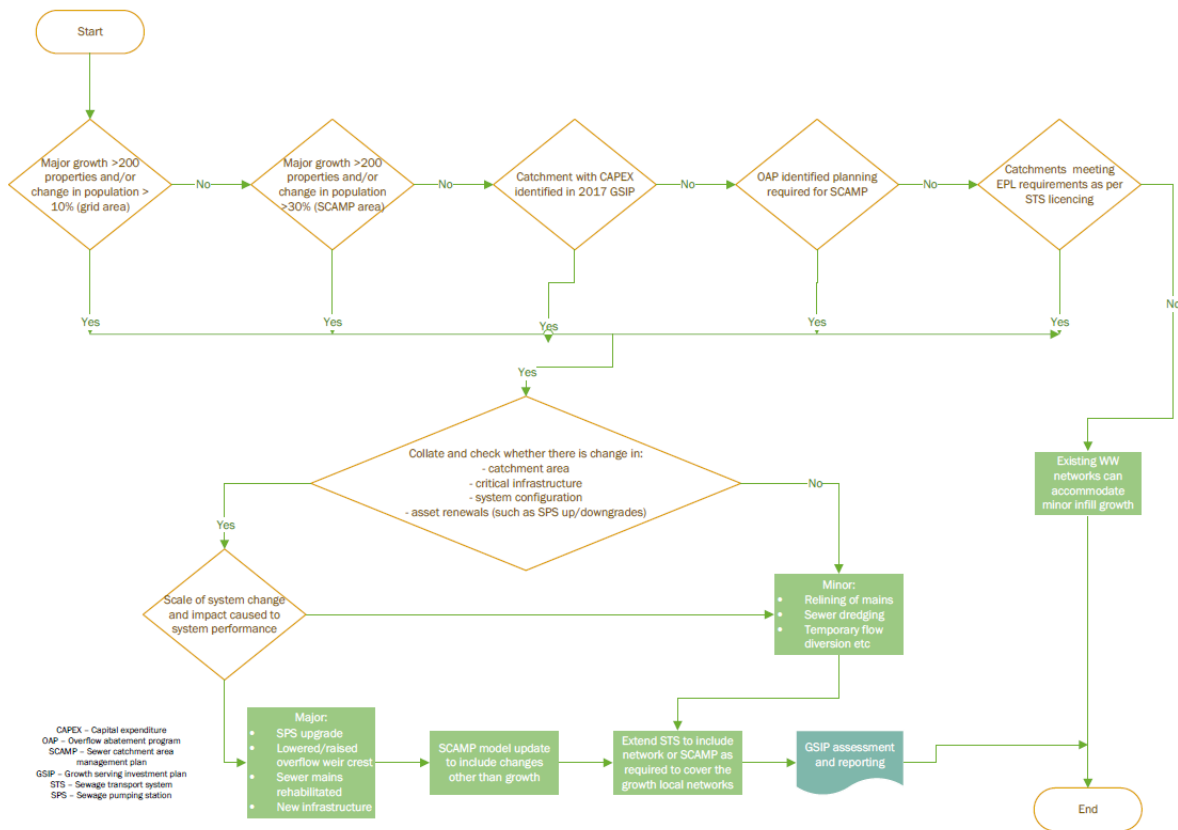 Start
Major growth >200
properties and/or
change in population >
10% (grid area)
No
Major growth >200
properties and/or
change in population
>30% (SCAMP area)
No
Catchment with CAPEX
identified in 2017 GSIP
No
OAP identified planning
required for SCAMP
No
Catchments meeting
EPL requirements as per
STS licencing
No
Yes
Yes
Yes
Yes
Yes
Yes
Collate and check whether there is change in:
- catchment area
- critical infrastructure
- system configuration
- asset renewals (such as SPS up/downgrades)
No
Yes
Existing WW
networks can
accommodate
minor infill growth
Scale of system change
and impact caused to
system performance
Minor:
• Relining of mains
• Sewer dredging
• Temporary flow
diversion etc
Major:
• SPS upgrade
• Lowered/raised
overflow weir crest
• Sewer mains
rehabilitated
• New infrastructure
SCAMP model update
to include changes
other than growth
Extend STS to include
network or SCAMP as
required to cover the
growth local networks
GSIP assessment
and reporting
End
CAPEX – Capital expenditure
OAP – Overflow abatement program
SCAMP – Sewer catchment area
management plan
GSIP – Growth serving investment plan
STS – Sewage transport system
SPS – Sewage pumping station